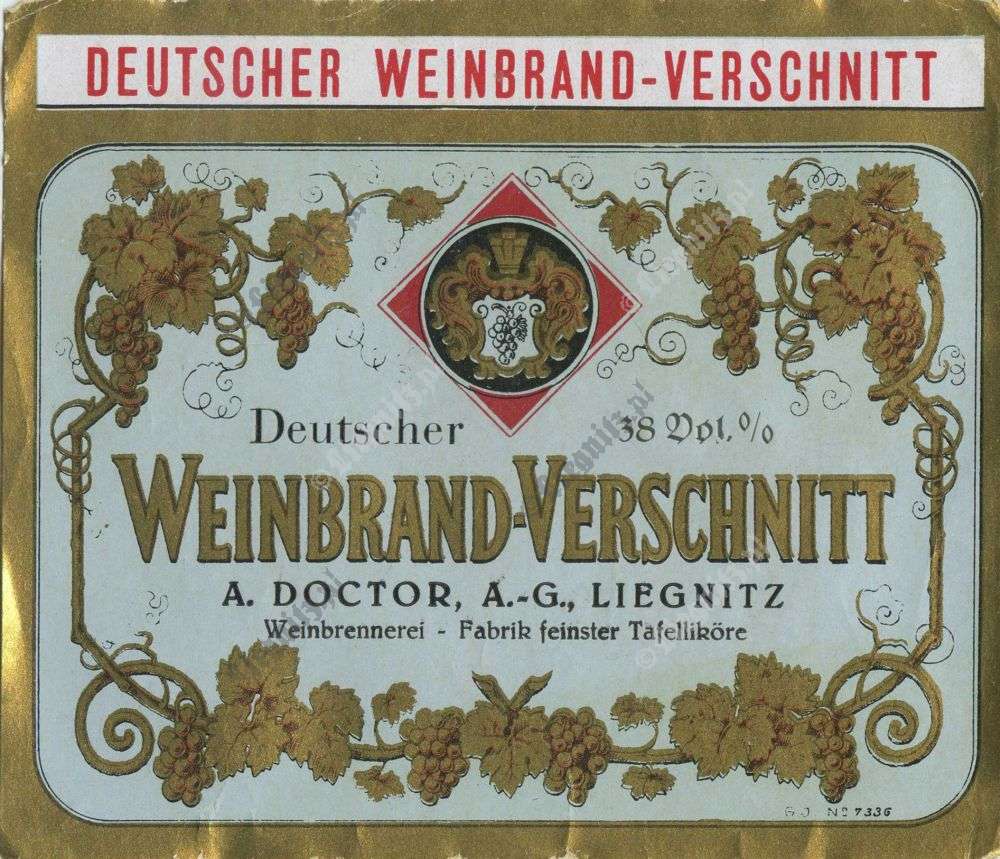 DEUTSCHER WEINBRAND-VERSCHNITT
Deutscher 38 Vol. %
WEINBRAND-VERSCHNITT
A. DOCTOR, A.-G., LIEGNITZ
Weinbrennerei - Fabrik feinster Tafelliköre
G.J. No 7336